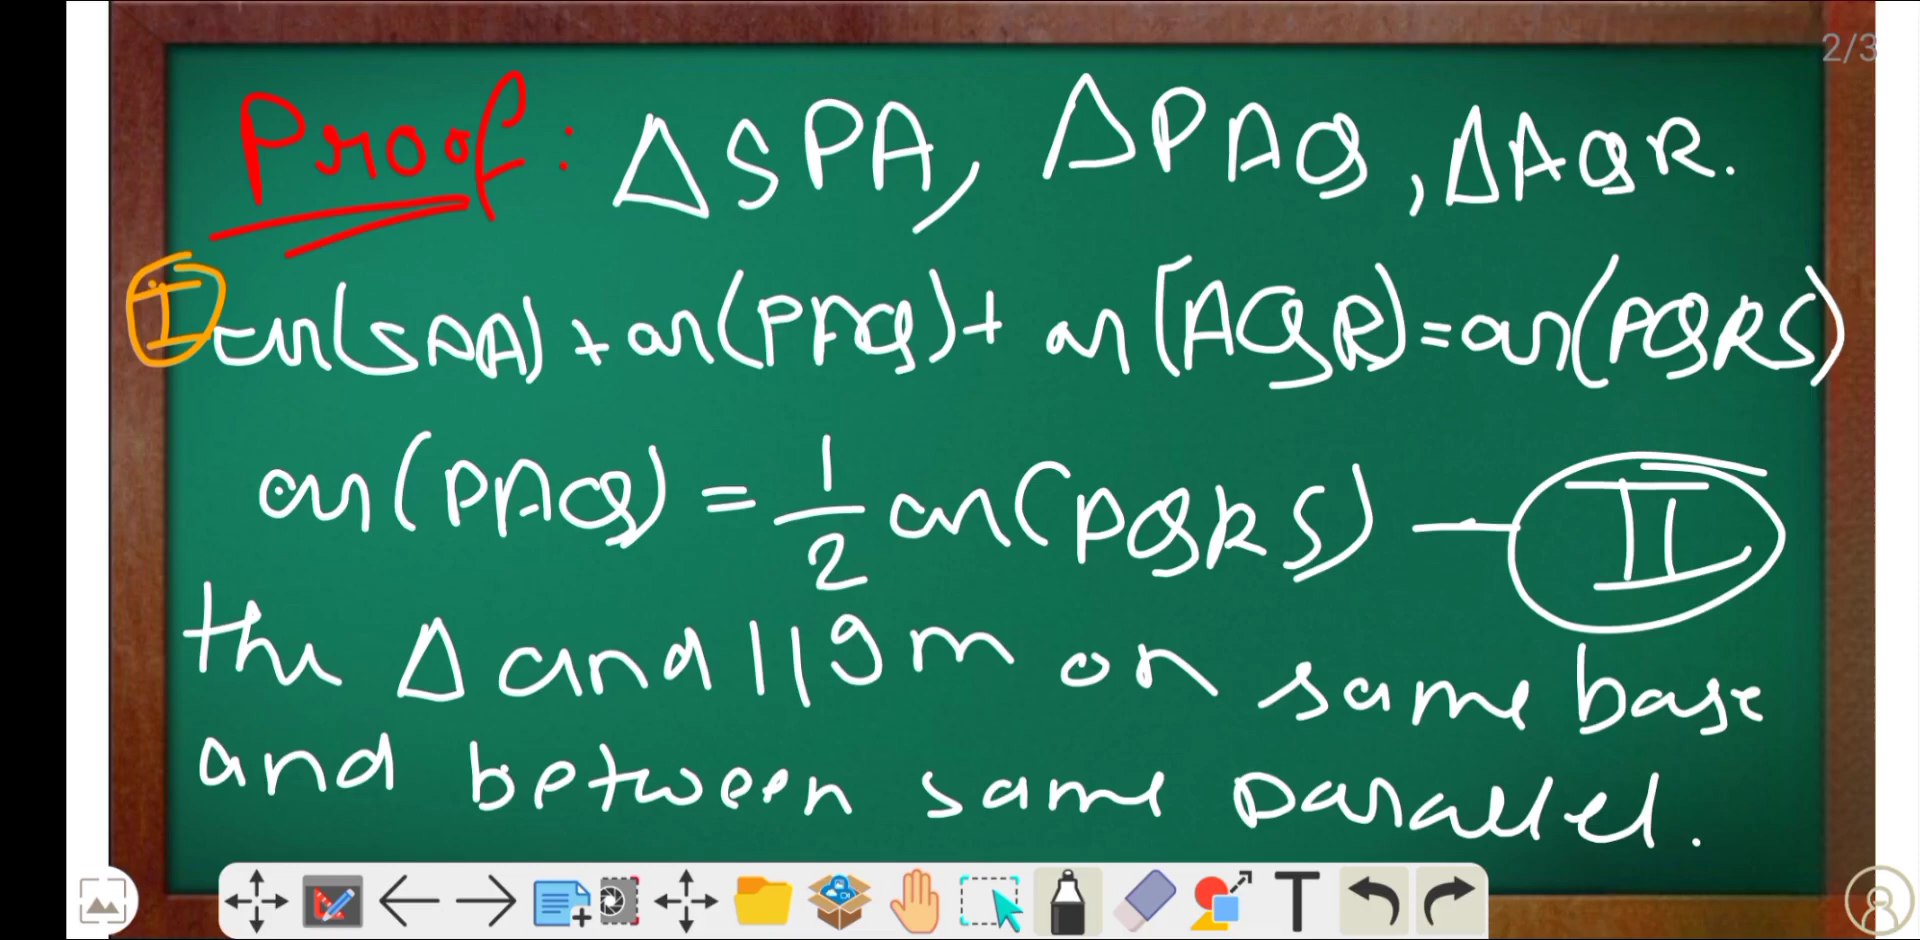 2/3
Proof: ΔSPA, ΔPAQ, ΔAQR.
I ar(SPA) + ar(PAQ) + ar(AQR) = ar(PQRS)
ar(PAQ) = 1/2 ar(PQRS) — II
the Δ and ||gm on same base
and between same parallel.
T